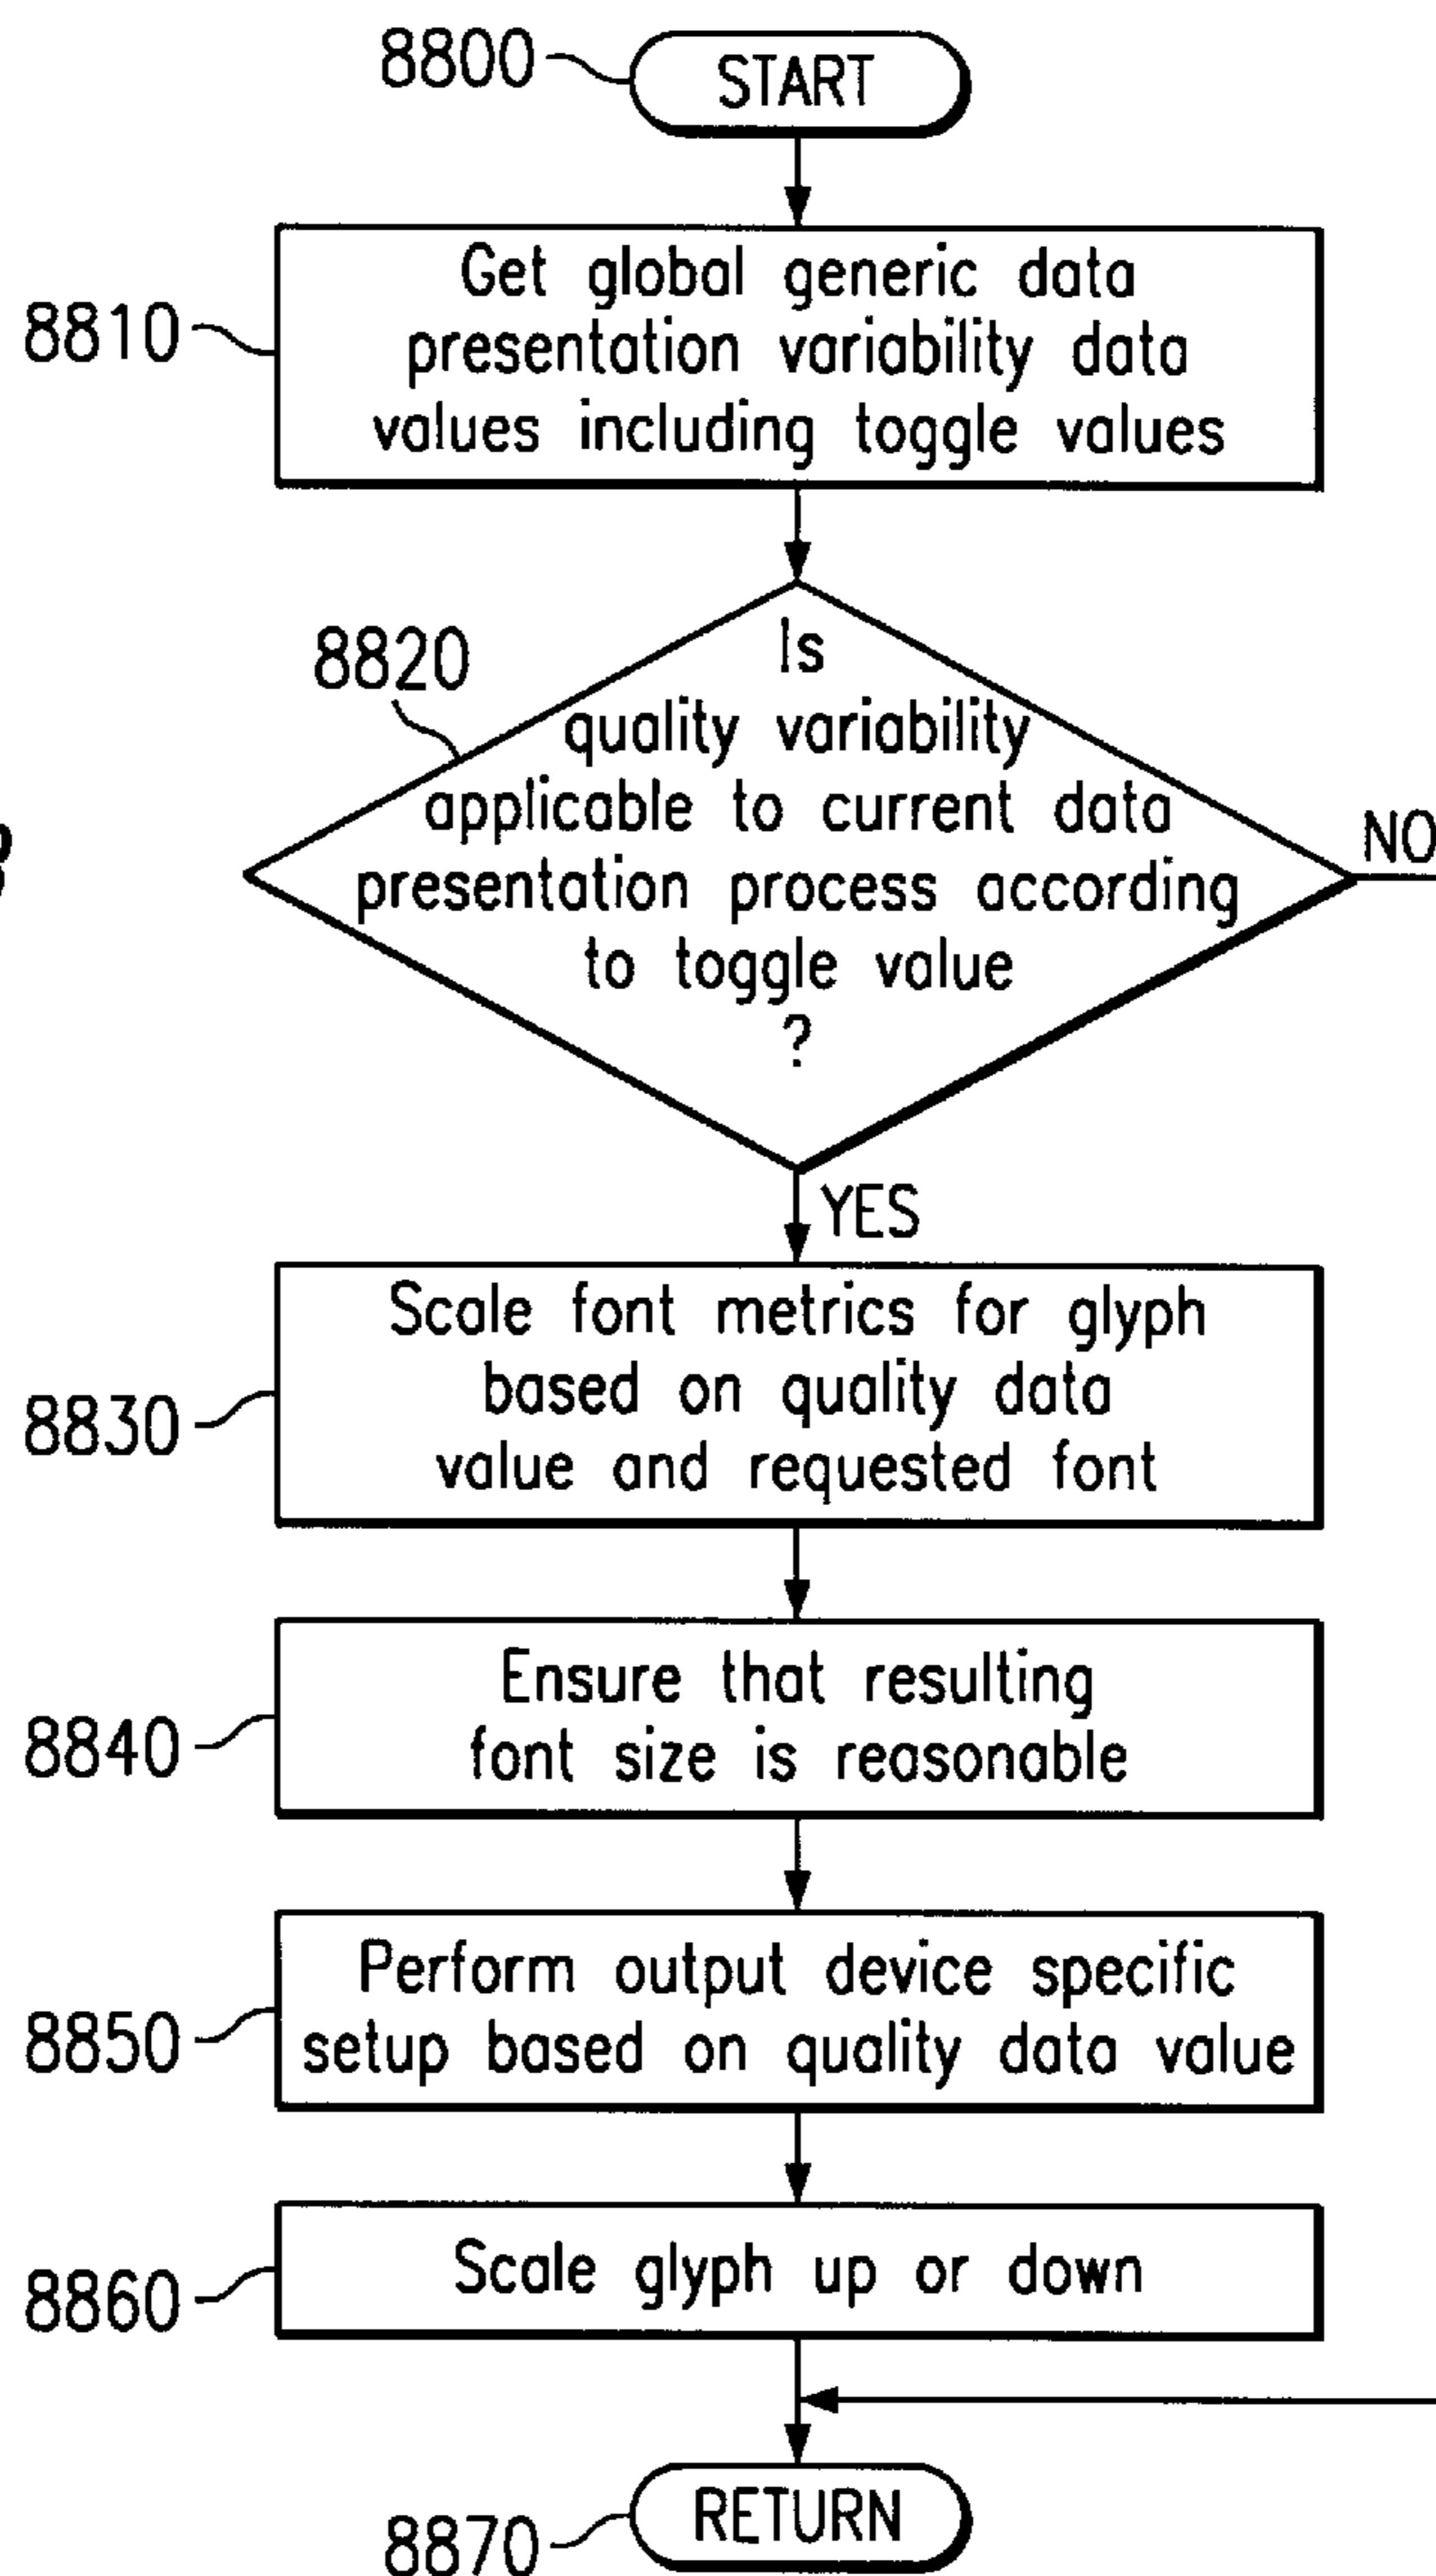 8800
START
8810
Get global generic data
presentation variability data
values including toggle values
8820
Is
quality variability
applicable to current data
presentation process according
to toggle value
?
NO
YES
8830
Scale font metrics for glyph
based on quality data
value and requested font
8840
Ensure that resulting
font size is reasonable
8850
Perform output device specific
setup based on quality data value
8860
Scale glyph up or down
8870
RETURN